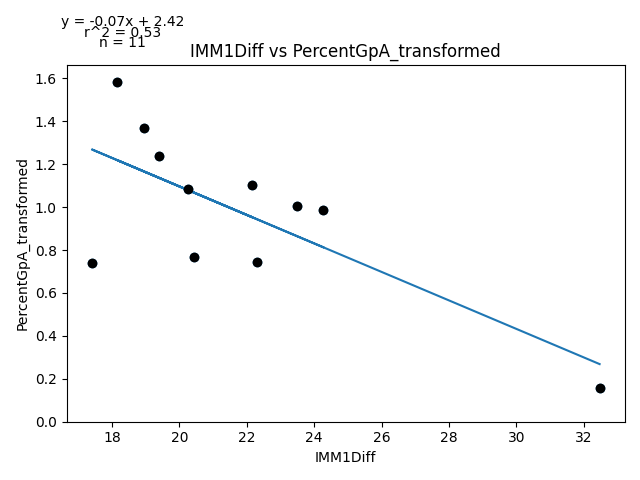 y = -0.07x + 2.42
r^2 = 0.53
n = 11
IMM1Diff vs PercentGpA_transformed
PercentGpA_transformed
1.6
1.4
1.2
1.0
0.8
0.6
0.4
0.2
0.0
18 20 22 24 26 28 30 32
IMM1Diff